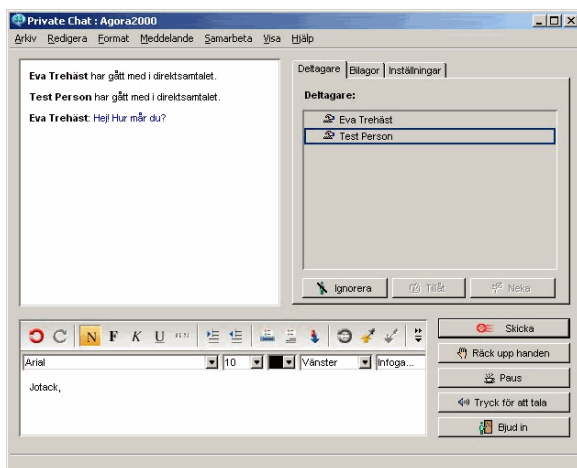 Private Chat : Agora2000
Arkiv Redigera Format Meddelande Samarbeta Visa Hjälp
Eva Trehäst har gått med i direktsamtalet.
Test Person har gått med i direktsamtalet.
Eva Trehäst: Hej! Hur mår du?
Deltagare Bilagor Inställningar
Deltagare:
Eva Trehäst
Test Person
Ignorera Tillåt Neka
N F K U
Arial 10 Vänster Infoga...
Jotack,
Skicka
Räck upp handen
Paus
Tryck för att tala
Bjud in